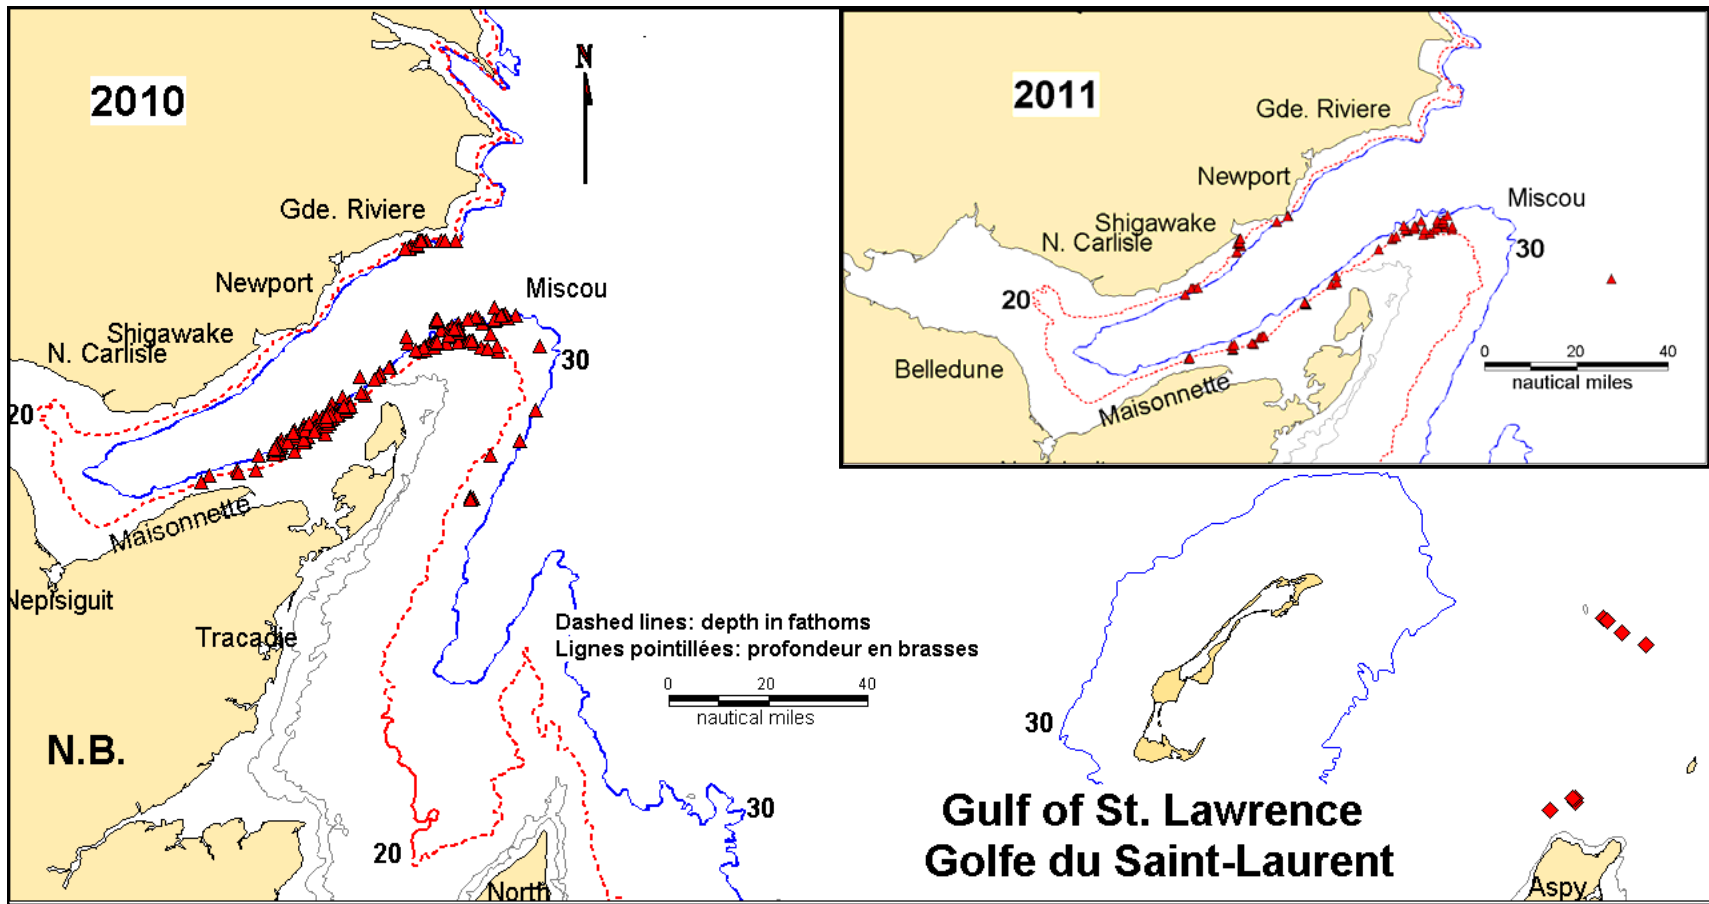 2010
N
Gde. Riviere
Newport
Miscou
Shigawake
N. Carlisle
30
20
Maisonnette
Nepisiguit
Tracadie
Dashed lines: depth in fathoms
Lignes pointillées: profondeur en brasses
0 20 40
nautical miles
N.B.
30
20
North
2011
Gde. Riviere
Newport
Miscou
Shigawake
N. Carlisle
30
20
Belledune
Maisonnette
0 20 40
nautical miles
30
Gulf of St. Lawrence
Golfe du Saint-Laurent
Aspy